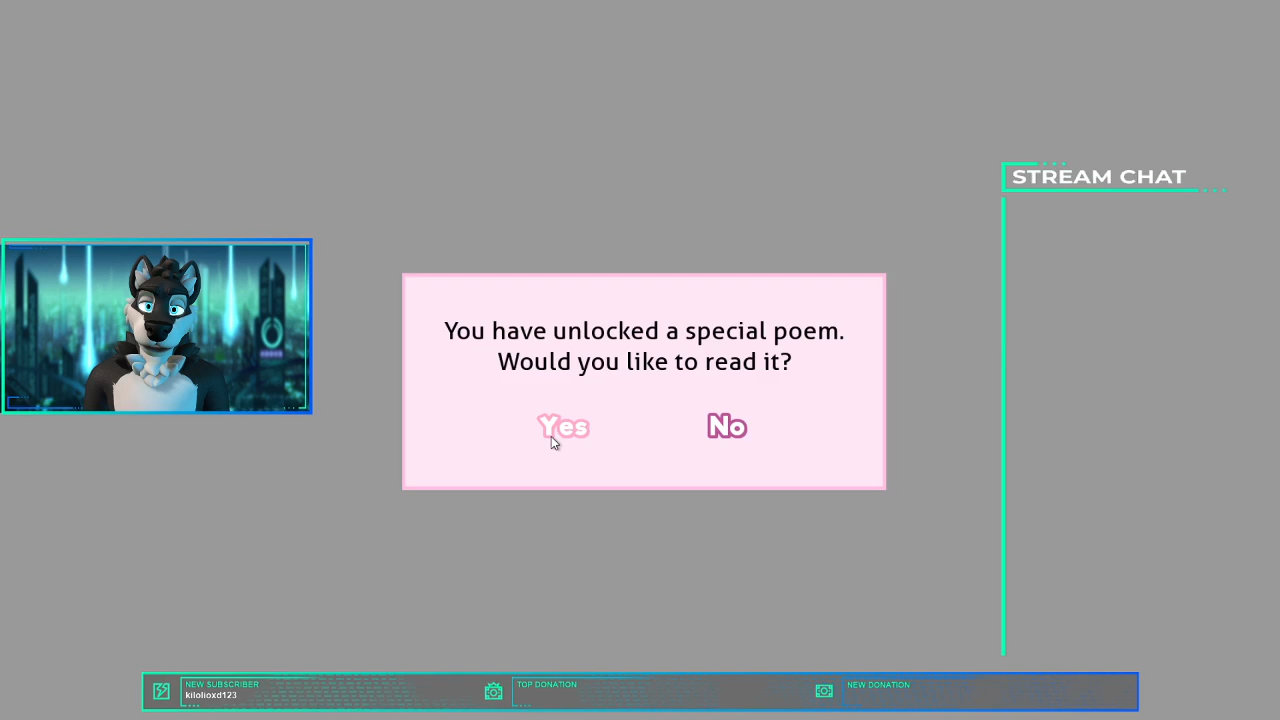 STREAM CHAT
You have unlocked a special poem.
Would you like to read it?
Yes
No
NEW SUBSCRIBER
kilolioxd123
TOP DONATION
NEW DONATION